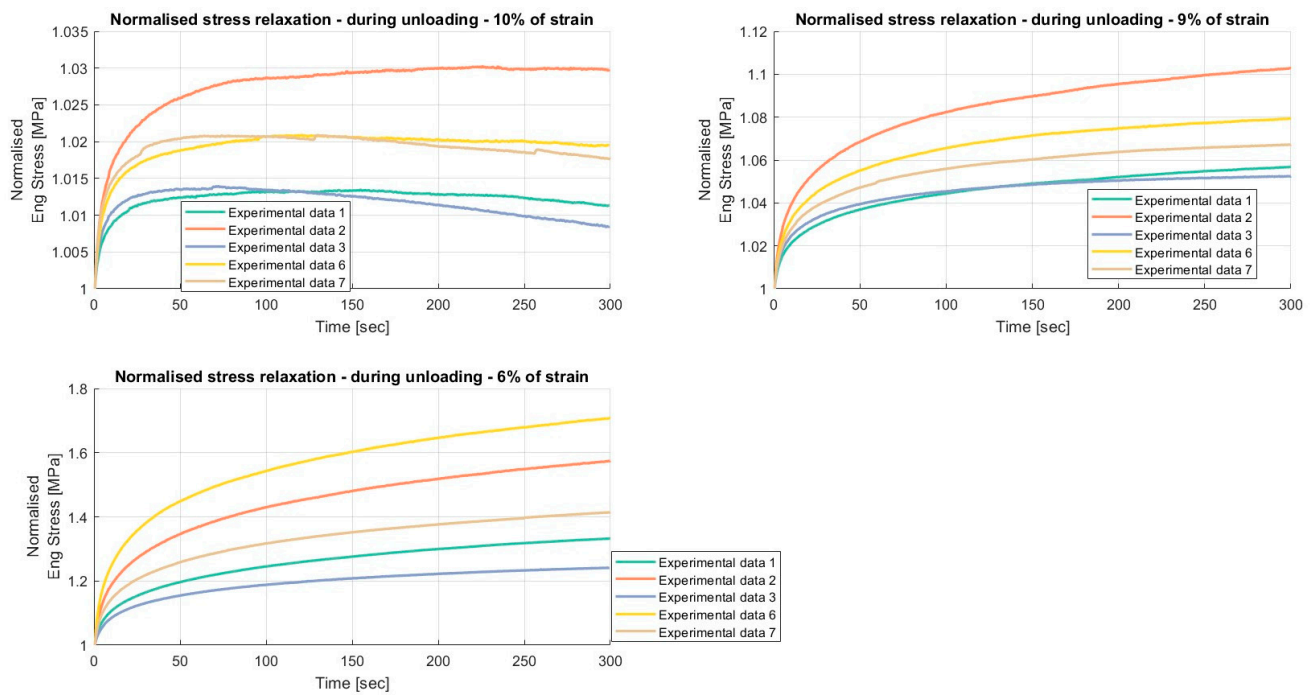 Normalised stress relaxation - during unloading - 10% of strain
1.035
1.03
1.025
1.02
1.015
1.01
1.005
1
Normalised
Eng Stress [MPa]
Experimental data 1
Experimental data 2
Experimental data 3
Experimental data 6
Experimental data 7
0 50 100 150 200 250 300
Time [sec]
Normalised stress relaxation - during unloading - 9% of strain
1.12
1.1
1.08
1.06
1.04
1.02
1
Normalised
Eng Stress [MPa]
Experimental data 1
Experimental data 2
Experimental data 3
Experimental data 6
Experimental data 7
0 50 100 150 200 250 300
Time [sec]
Normalised stress relaxation - during unloading - 6% of strain
1.8
1.6
1.4
1.2
1
Normalised
Eng Stress [MPa]
Experimental data 1
Experimental data 2
Experimental data 3
Experimental data 6
Experimental data 7
0 50 100 150 200 250 300
Time [sec]